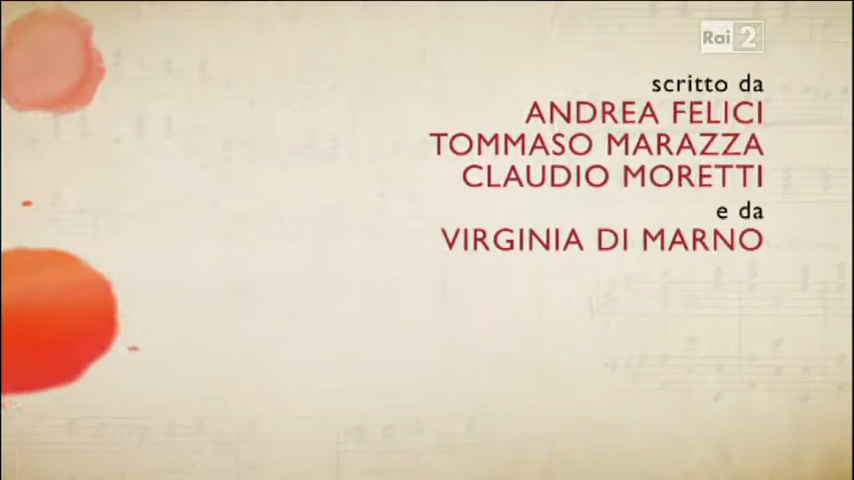 Rai 2
scritto da
ANDREA FELICI
TOMMASO MARAZZA
CLAUDIO MORETTI
e da
VIRGINIA DI MARNO